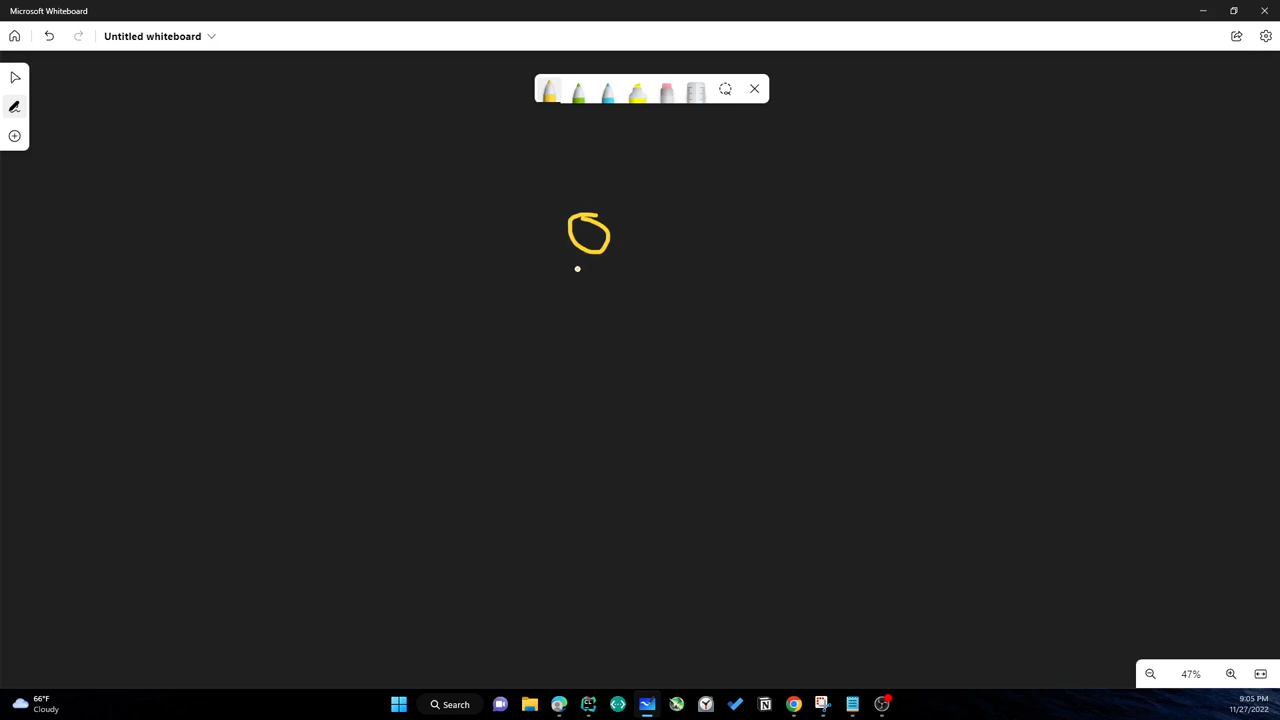 Microsoft Whiteboard
Untitled whiteboard
47%
66°F
Cloudy
Search
9:05 PM
11/27/2022